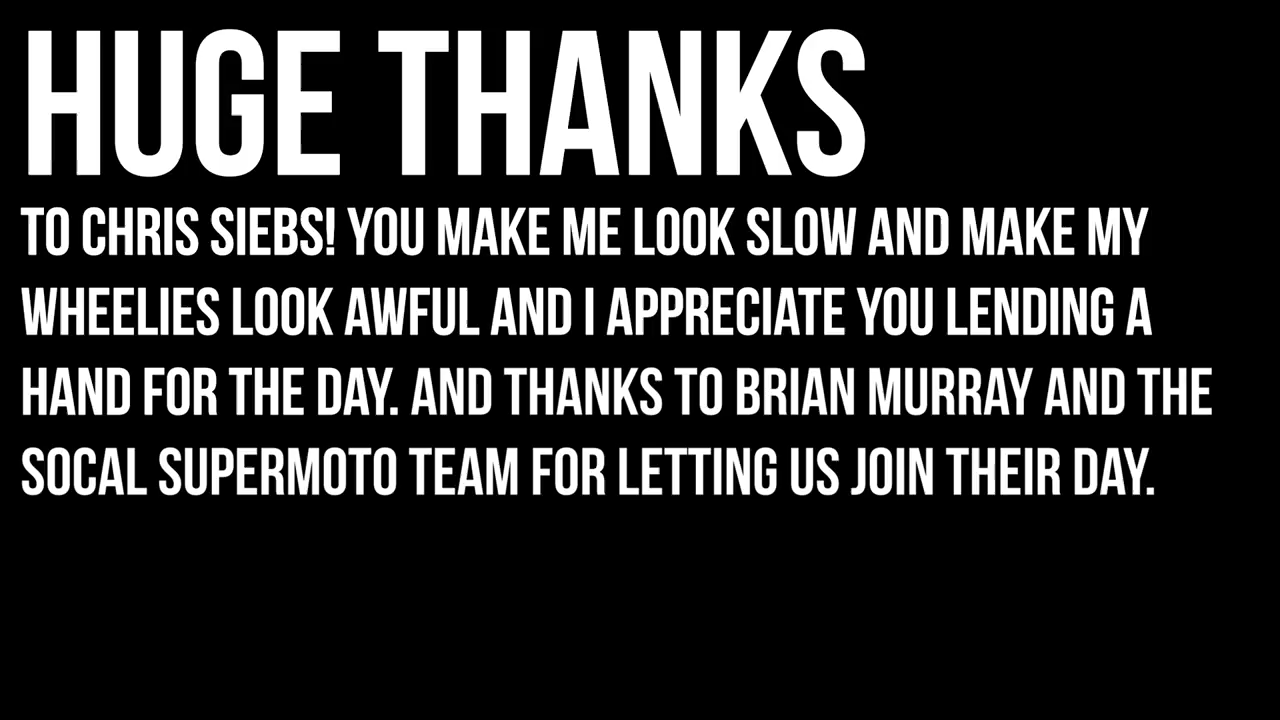 HUGE THANKS
TO CHRIS SIEBS! YOU MAKE ME LOOK SLOW AND MAKE MY
WHEELIES LOOK AWFUL AND I APPRECIATE YOU LENDING A
HAND FOR THE DAY. AND THANKS TO BRIAN MURRAY AND THE
SOCAL SUPERMOTO TEAM FOR LETTING US JOIN THEIR DAY.